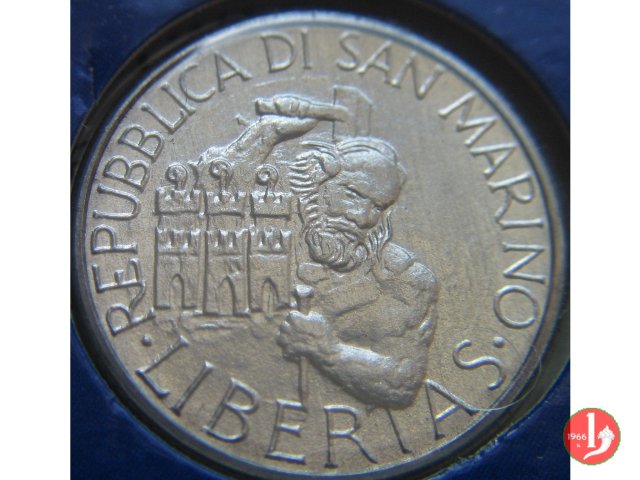 REPUBBLICA DI SAN MARINO
· LIBERTAS ·
1966